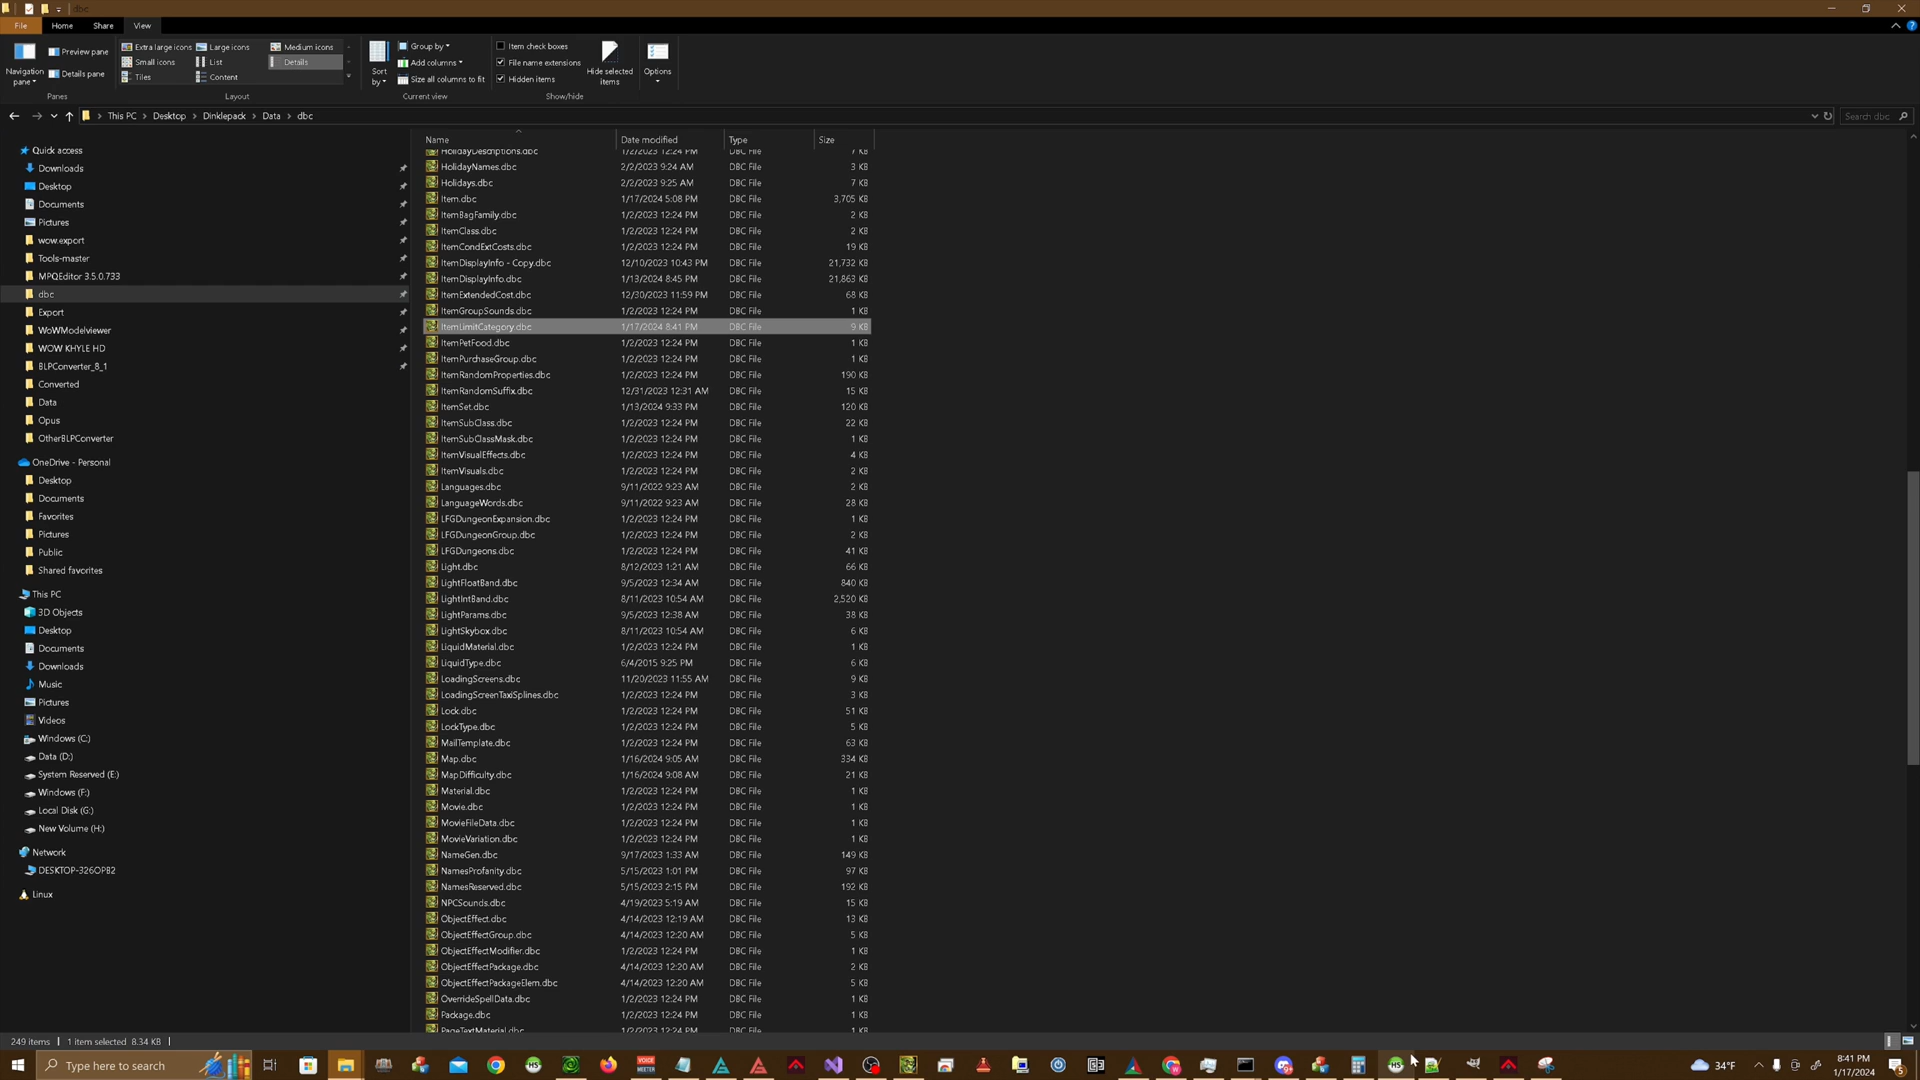 dbc
File Home Share View
Navigation pane
Preview pane
Details pane
Panes
Extra large icons Large icons Medium icons
Small icons List Details
Tiles Content
Layout
Sort by
Group by
Add columns
Size all columns to fit
Current view
Item check boxes
File name extensions
Hidden items
Hide selected items
Show/hide
Options
This PC > Desktop > Dinklepack > Data > dbc
Search dbc
Quick access
Downloads
Desktop
Documents
Pictures
wow.export
Tools-master
MPQEditor 3.5.0.733
dbc
Export
WoWModelviewer
WOW KHYLE HD
BLPConverter_8_1
Converted
Data
Opus
OtherBLPConverter
OneDrive - Personal
Desktop
Documents
Favorites
Pictures
Public
Shared favorites
This PC
3D Objects
Desktop
Documents
Downloads
Music
Pictures
Videos
Windows (C:)
Data (D:)
System Reserved (E:)
Windows (F:)
Local Disk (G:)
New Volume (H:)
Network
DESKTOP-326OPB2
Linux
Name Date modified Type Size
HolidayDescriptions.dbc 1/2/2023 12:24 PM DBC File 7 KB
HolidayNames.dbc 2/2/2023 9:24 AM DBC File 3 KB
Holidays.dbc 2/2/2023 9:25 AM DBC File 7 KB
Item.dbc 1/17/2024 5:08 PM DBC File 3,705 KB
ItemBagFamily.dbc 1/2/2023 12:24 PM DBC File 2 KB
ItemClass.dbc 1/2/2023 12:24 PM DBC File 2 KB
ItemCondExtCosts.dbc 1/2/2023 12:24 PM DBC File 19 KB
ItemDisplayInfo - Copy.dbc 12/10/2023 10:43 PM DBC File 21,732 KB
ItemDisplayInfo.dbc 1/13/2024 8:45 PM DBC File 21,863 KB
ItemExtendedCost.dbc 12/30/2023 11:59 PM DBC File 68 KB
ItemGroupSounds.dbc 1/2/2023 12:24 PM DBC File 1 KB
ItemLimitCategory.dbc 1/17/2024 8:41 PM DBC File 9 KB
ItemPetFood.dbc 1/2/2023 12:24 PM DBC File 1 KB
ItemPurchaseGroup.dbc 1/2/2023 12:24 PM DBC File 1 KB
ItemRandomProperties.dbc 1/2/2023 12:24 PM DBC File 190 KB
ItemRandomSuffix.dbc 12/31/2023 12:31 AM DBC File 15 KB
ItemSet.dbc 1/13/2024 9:33 PM DBC File 120 KB
ItemSubClass.dbc 1/2/2023 12:24 PM DBC File 22 KB
ItemSubClassMask.dbc 1/2/2023 12:24 PM DBC File 1 KB
ItemVisualEffects.dbc 1/2/2023 12:24 PM DBC File 4 KB
ItemVisuals.dbc 1/2/2023 12:24 PM DBC File 2 KB
Languages.dbc 9/11/2022 9:23 AM DBC File 2 KB
LanguageWords.dbc 9/11/2022 9:23 AM DBC File 28 KB
LFGDungeonExpansion.dbc 1/2/2023 12:24 PM DBC File 1 KB
LFGDungeonGroup.dbc 1/2/2023 12:24 PM DBC File 2 KB
LFGDungeons.dbc 1/2/2023 12:24 PM DBC File 41 KB
Light.dbc 8/12/2023 1:21 AM DBC File 66 KB
LightFloatBand.dbc 9/5/2023 12:34 AM DBC File 840 KB
LightIntBand.dbc 8/11/2023 10:54 AM DBC File 2,520 KB
LightParams.dbc 9/5/2023 12:38 AM DBC File 38 KB
LightSkybox.dbc 8/11/2023 10:54 AM DBC File 6 KB
LiquidMaterial.dbc 1/2/2023 12:24 PM DBC File 1 KB
LiquidType.dbc 6/4/2015 9:25 PM DBC File 6 KB
LoadingScreens.dbc 11/20/2023 11:55 AM DBC File 9 KB
LoadingScreenTaxiSplines.dbc 1/2/2023 12:24 PM DBC File 3 KB
Lock.dbc 1/2/2023 12:24 PM DBC File 51 KB
LockType.dbc 1/2/2023 12:24 PM DBC File 5 KB
MailTemplate.dbc 1/2/2023 12:24 PM DBC File 63 KB
Map.dbc 1/16/2024 9:05 AM DBC File 334 KB
MapDifficulty.dbc 1/16/2024 9:08 AM DBC File 21 KB
Material.dbc 1/2/2023 12:24 PM DBC File 1 KB
Movie.dbc 1/2/2023 12:24 PM DBC File 1 KB
MovieFileData.dbc 1/2/2023 12:24 PM DBC File 1 KB
MovieVariation.dbc 1/2/2023 12:24 PM DBC File 1 KB
NameGen.dbc 9/17/2023 1:33 AM DBC File 149 KB
NamesProfanity.dbc 5/15/2023 1:01 PM DBC File 97 KB
NamesReserved.dbc 5/15/2023 2:15 PM DBC File 192 KB
NPCSounds.dbc 4/19/2023 5:19 AM DBC File 15 KB
ObjectEffect.dbc 4/14/2023 12:19 AM DBC File 13 KB
ObjectEffectGroup.dbc 4/14/2023 12:20 AM DBC File 5 KB
ObjectEffectModifier.dbc 1/2/2023 12:24 PM DBC File 1 KB
ObjectEffectPackage.dbc 4/14/2023 12:20 AM DBC File 2 KB
ObjectEffectPackageElem.dbc 4/14/2023 12:20 AM DBC File 5 KB
OverrideSpellData.dbc 1/2/2023 12:24 PM DBC File 1 KB
Package.dbc 1/2/2023 12:24 PM DBC File 1 KB
PageTextMaterial.dbc 1/2/2023 12:24 PM DBC File 1 KB
249 items 1 item selected 8.34 KB
Type here to search
VOICE MEETER
34°F
8:41 PM
1/17/2024
5